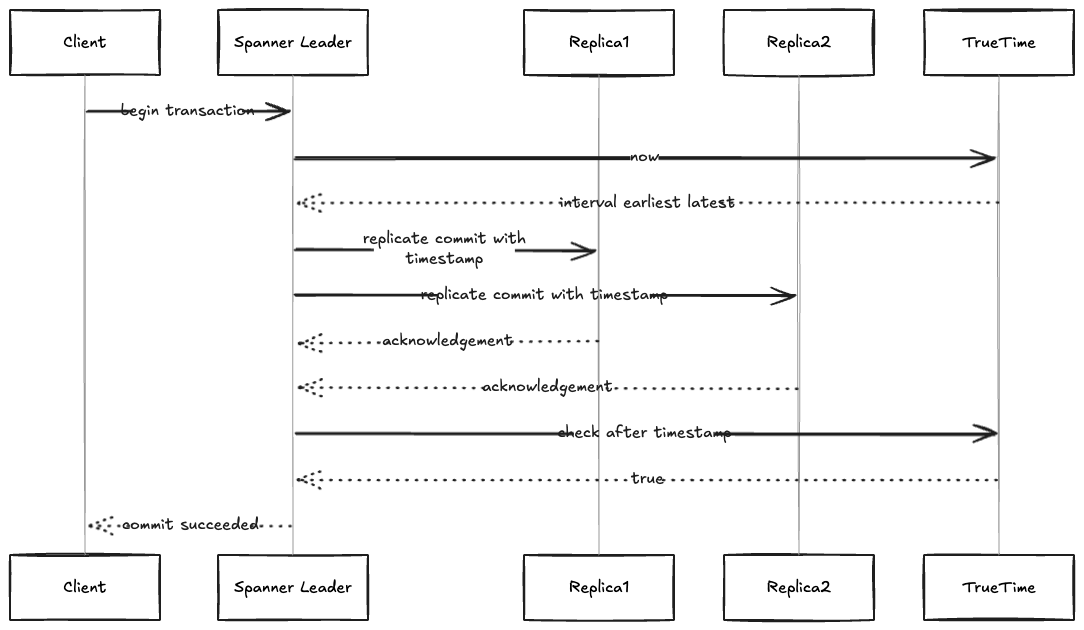 Client
Spanner Leader
Replica1
Replica2
TrueTime
begin transaction
now
interval earliest latest
replicate commit with
timestamp
replicate commit with timestamp
acknowledgement
acknowledgement
check after timestamp
true
commit succeeded
Client
Spanner Leader
Replica1
Replica2
TrueTime